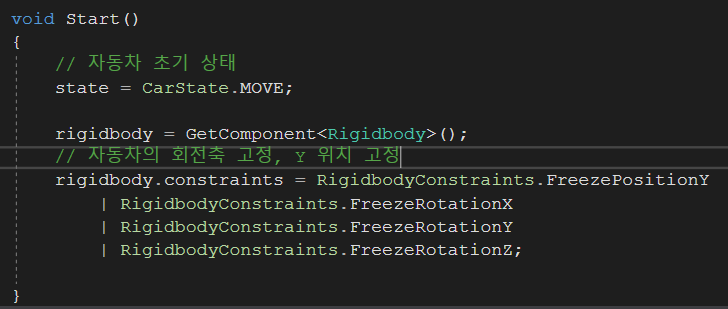 void Start()
{
// 자동차 초기 상태
state = CarState.MOVE;
rigidbody = GetComponent<Rigidbody>();
// 자동차의 회전축 고정, Y 위치 고정
rigidbody.constraints = RigidbodyConstraints.FreezePositionY
| RigidbodyConstraints.FreezeRotationX
| RigidbodyConstraints.FreezeRotationY
| RigidbodyConstraints.FreezeRotationZ;
}